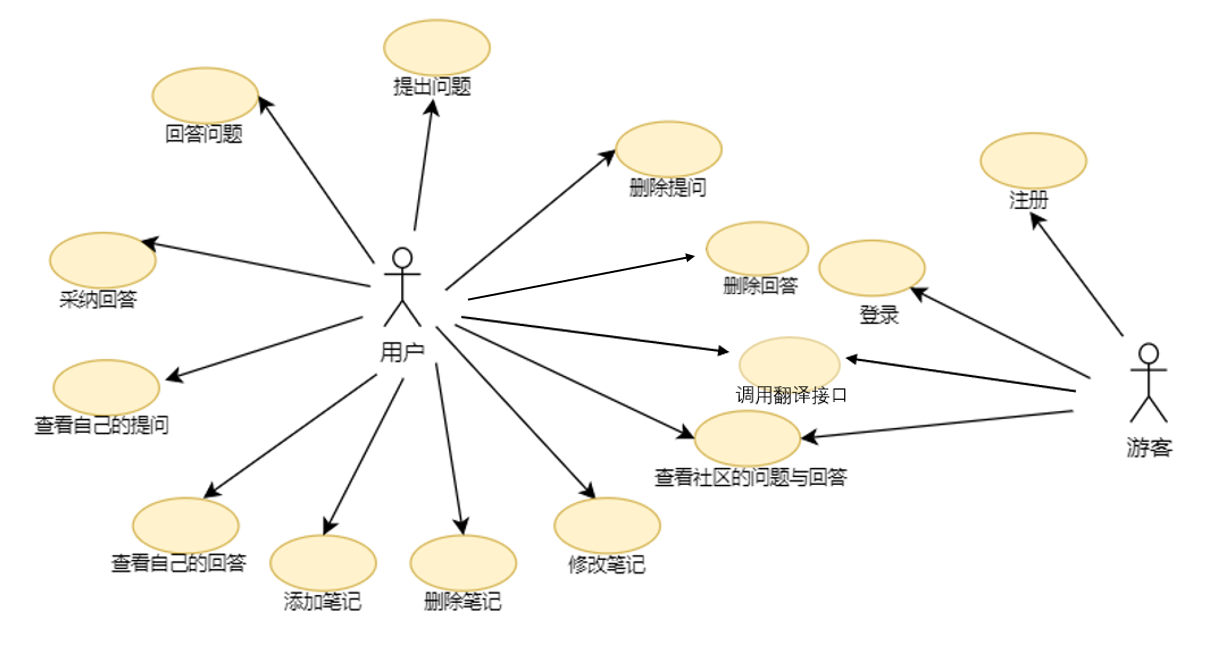 提出问题
回答问题
删除提问
注册
删除回答
采纳回答
登录
用户
调用翻译接口
查看自己的提问
游客
查看社区的问题与回答
查看自己的回答
修改笔记
添加笔记
删除笔记